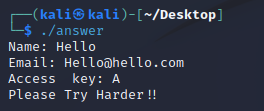 ┌──(kali㉿kali)-[~/Desktop]
└─$ ./answer
Name: Hello
Email: Hello@hello.com
Access  key: A
Please Try Harder!!